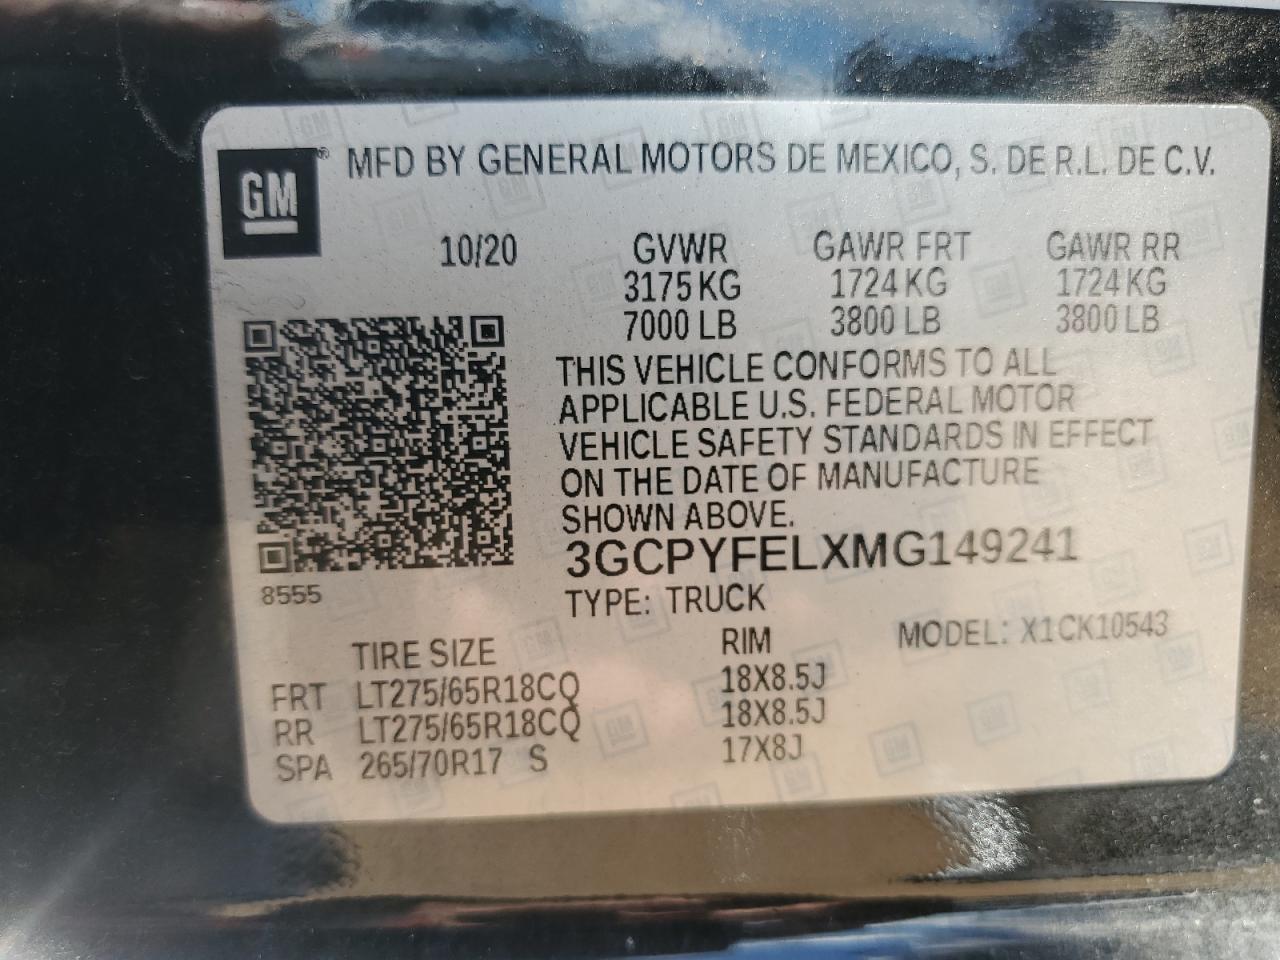 GM® MFD BY GENERAL MOTORS DE MEXICO, S. DE R.L. DE C.V.
10/20 GVWR GAWR FRT GAWR RR
3175 KG 1724 KG 1724 KG
7000 LB 3800 LB 3800 LB
THIS VEHICLE CONFORMS TO ALL
APPLICABLE U.S. FEDERAL MOTOR
VEHICLE SAFETY STANDARDS IN EFFECT
ON THE DATE OF MANUFACTURE
SHOWN ABOVE.
3GCPYFELXMG149241
8555
TYPE: TRUCK
MODEL: X1CK10543
TIRE SIZE RIM
FRT LT275/65R18CQ 18X8.5J
RR LT275/65R18CQ 18X8.5J
SPA 265/70R17 S 17X8J